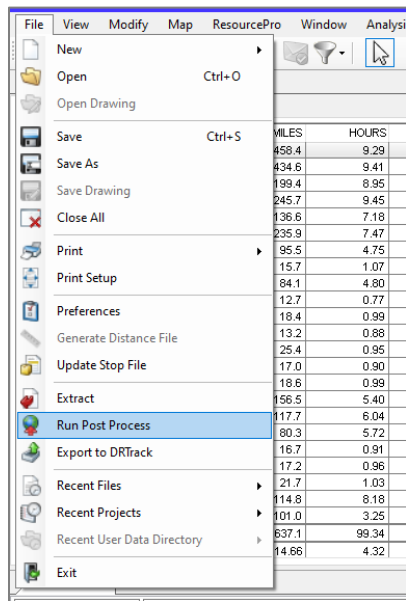 File View Modify Map ResourcePro Window Analysi
New
Open Ctrl+O
Open Drawing
Save Ctrl+S
Save As
Save Drawing
Close All
Print
Print Setup
Preferences
Generate Distance File
Update Stop File
Extract
Run Post Process
Export to DRTrack
Recent Files
Recent Projects
Recent User Data Directory
Exit
MILES HOURS
458.4 9.29
434.6 9.41
199.4 8.95
245.7 9.45
136.6 7.18
235.9 7.47
95.5 4.75
15.7 1.07
84.1 4.80
12.7 0.77
18.4 0.99
13.2 0.88
25.4 0.95
17.0 0.90
18.6 0.99
156.5 5.40
117.7 6.04
80.3 5.72
16.7 0.91
17.2 0.96
21.7 1.03
114.8 8.18
101.0 3.25
637.1 99.34
14.66 4.32